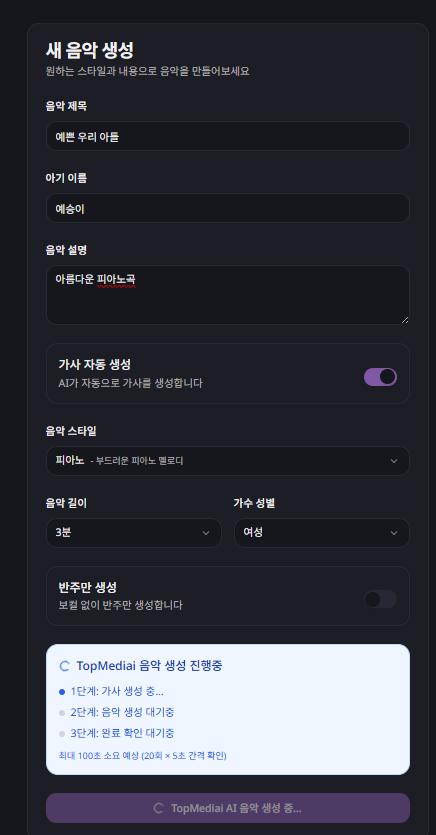 새 음악 생성
원하는 스타일과 내용으로 음악을 만들어보세요
음악 제목
예쁜 우리 아틀
아기 이름
예승이
음악 설명
아름다운 피아노곡
가사 자동 생성
AI가 자동으로 가사를 생성합니다
음악 스타일
피아노 - 부드러운 피아노 멜로디
음악 길이 가수 성별
3분 여성
반주만 생성
보컬 없이 반주만 생성합니다
TopMediai 음악 생성 진행중
1단계: 가사 생성 중...
2단계: 음악 생성 대기중
3단계: 완료 확인 대기중
최대 100초 소요 예상 (20회 × 5초 간격 확인)
TopMediai AI 음악 생성 중...